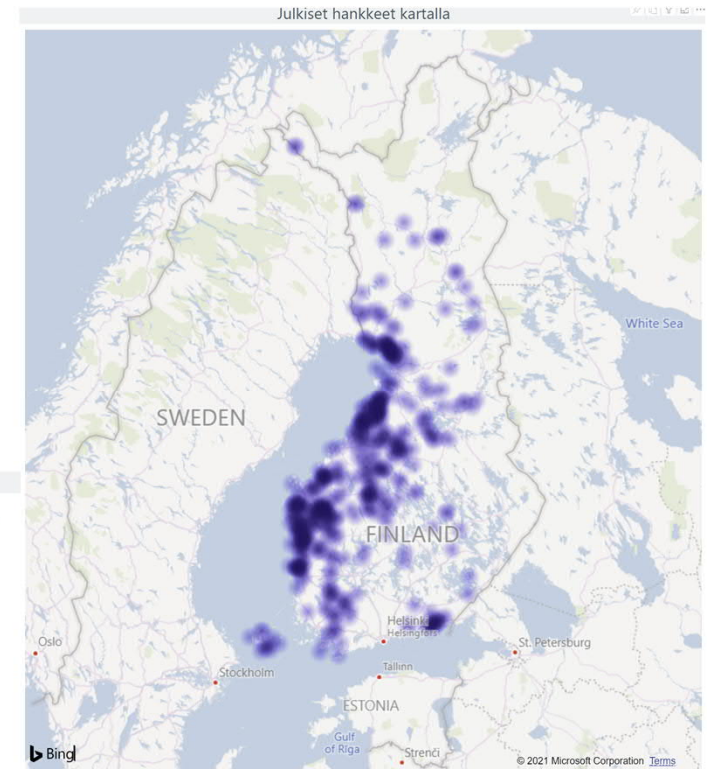 Julkiset hankkeet kartalla
White Sea
SWEDEN
FINLAND
Helsinki
Helsingfors
Oslo
St. Petersburg
Stockholm
Tallinn
ESTONIA
Gulf
of Riga
Strenči
Bing
© 2021 Microsoft Corporation Terms